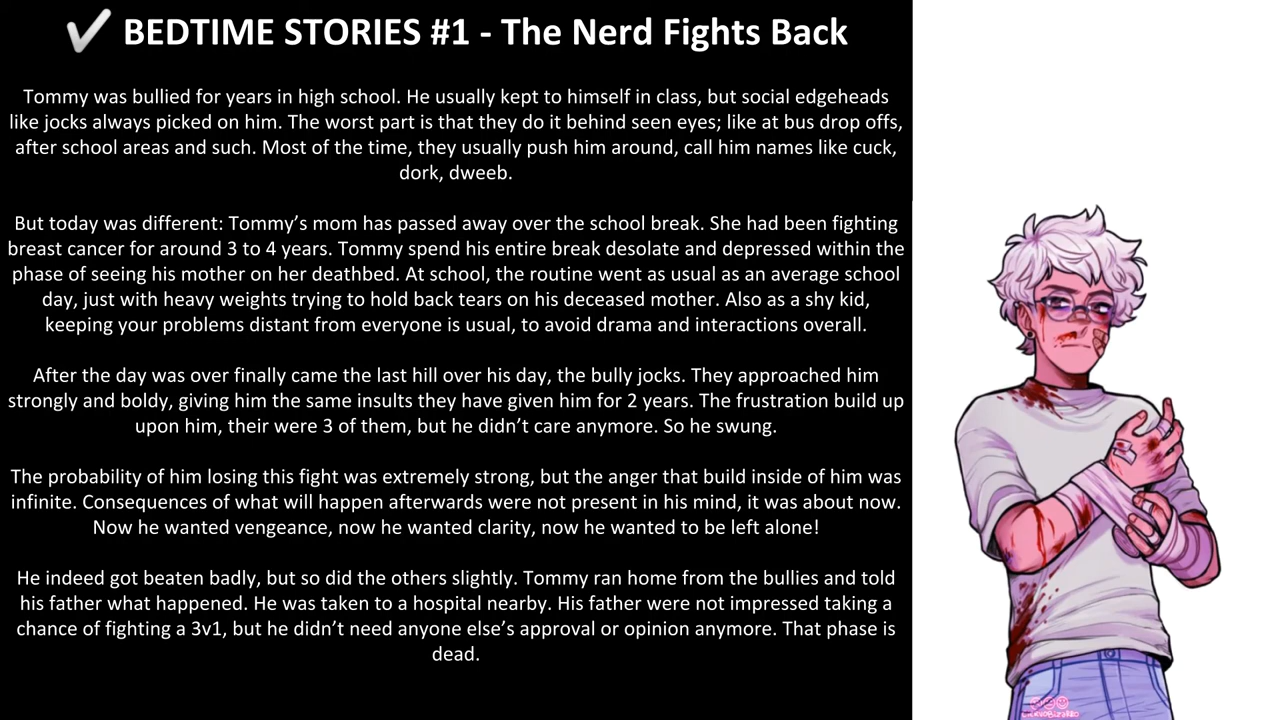 ✔ BEDTIME STORIES #1 - The Nerd Fights Back
Tommy was bullied for years in high school. He usually kept to himself in class, but social edgeheads
like jocks always picked on him. The worst part is that they do it behind seen eyes; like at bus drop offs,
after school areas and such. Most of the time, they usually push him around, call him names like cuck,
dork, dweeb.
But today was different: Tommy’s mom has passed away over the school break. She had been fighting
breast cancer for around 3 to 4 years. Tommy spend his entire break desolate and depressed within the
phase of seeing his mother on her deathbed. At school, the routine went as usual as an average school
day, just with heavy weights trying to hold back tears on his deceased mother. Also as a shy kid,
keeping your problems distant from everyone is usual, to avoid drama and interactions overall.
After the day was over finally came the last hill over his day, the bully jocks. They approached him
strongly and boldy, giving him the same insults they have given him for 2 years. The frustration build up
upon him, their were 3 of them, but he didn’t care anymore. So he swung.
The probability of him losing this fight was extremely strong, but the anger that build inside of him was
infinite. Consequences of what will happen afterwards were not present in his mind, it was about now.
Now he wanted vengeance, now he wanted clarity, now he wanted to be left alone!
He indeed got beaten badly, but so did the others slightly. Tommy ran home from the bullies and told
his father what happened. He was taken to a hospital nearby. His father were not impressed taking a
chance of fighting a 3v1, but he didn’t need anyone else’s approval or opinion anymore. That phase is
dead.